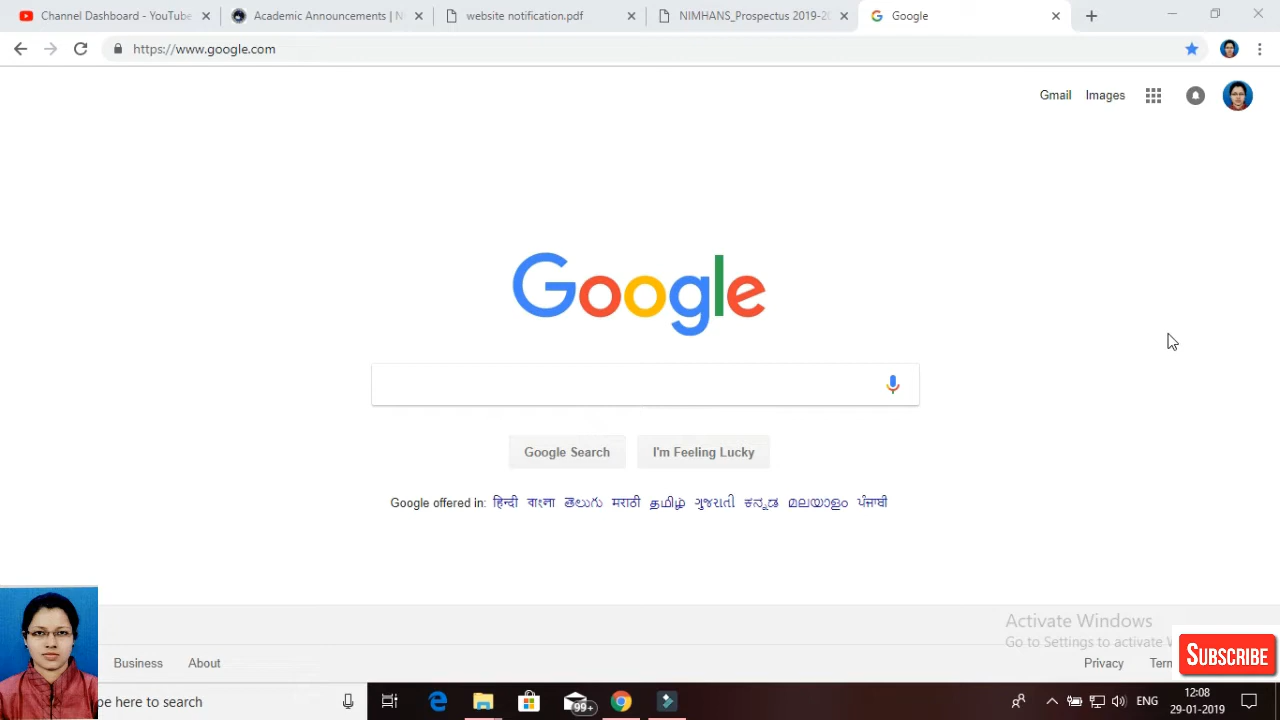 Channel Dashboard - YouTube
Academic Announcements | N
website notification.pdf
NIMHANS_Prospectus 2019-20
Google
https://www.google.com
Gmail Images
Google
Google Search I'm Feeling Lucky
Google offered in: हिन्दी বাংলা తెలుగు मराठी தமிழ் ગુજરાતી ಕನ್ನಡ മലയാളം ਪੰਜਾਬੀ
Activate Windows
Go to Settings to activate W
SUBSCRIBE
Business About Privacy Term
pe here to search
99+
ENG
12:08
29-01-2019